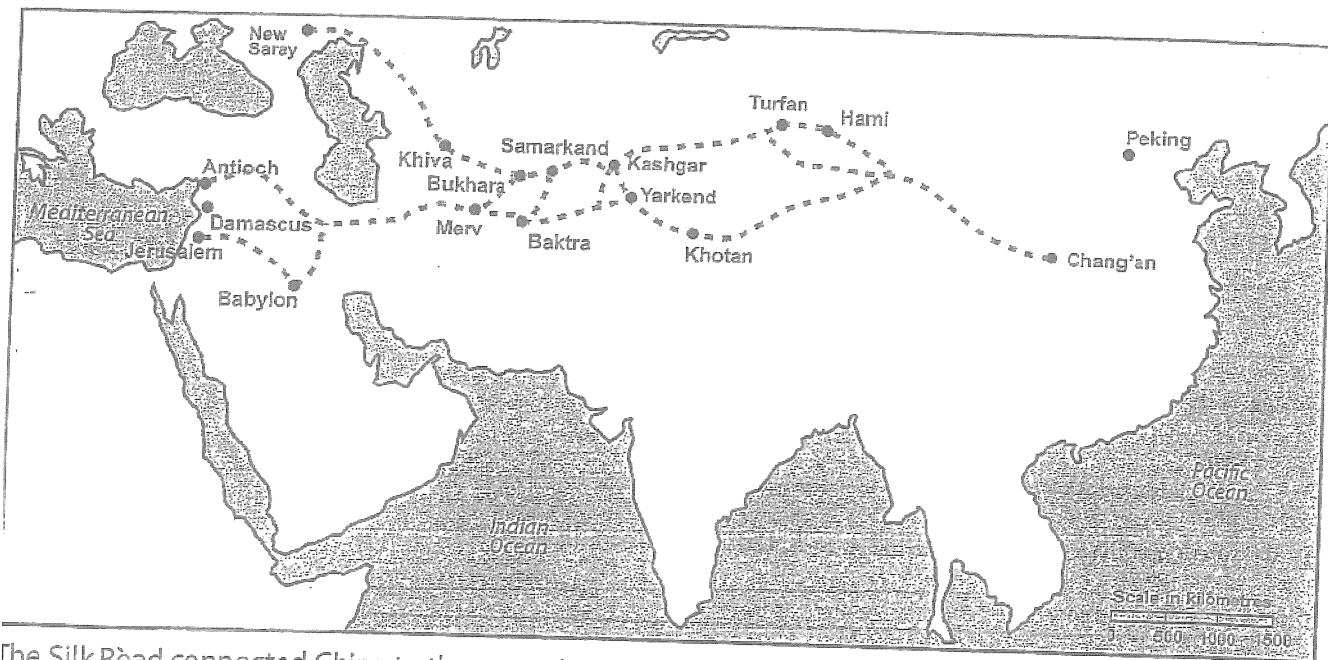 New
Saray
Turfan
Hami
Peking
Samarkand
Khiva
Kashgar
Antioch
Bukhara
Yarkend
Mediterranean
Sea
Damascus
Merv
Baktra
Khotan
Jerusalem
Chang'an
Babylon
Pacific
Ocean
Indian
Ocean
Scale in kilometres
0 500 1000 1500
The Silk Road connected China